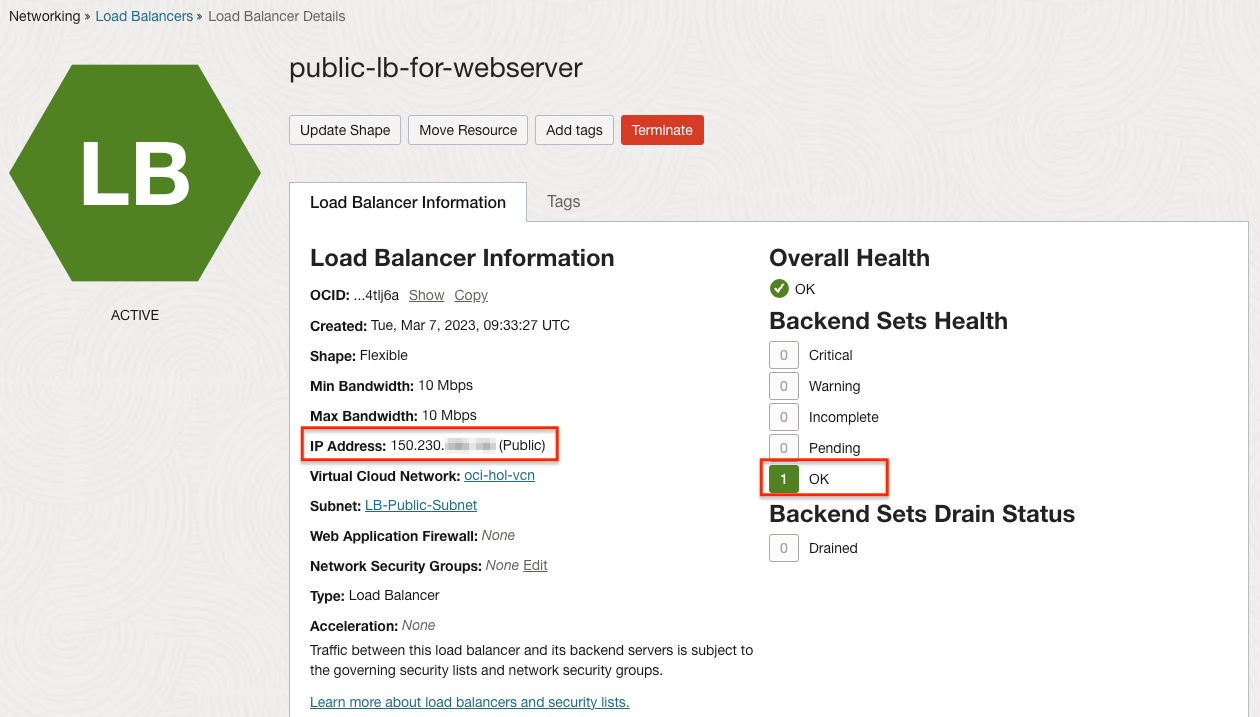 Networking » Load Balancers » Load Balancer Details
LB
ACTIVE
public-lb-for-webserver
Update Shape Move Resource Add tags Terminate
Load Balancer Information Tags
Load Balancer Information
OCID: ...4tlj6a Show Copy
Created: Tue, Mar 7, 2023, 09:33:27 UTC
Shape: Flexible
Min Bandwidth: 10 Mbps
Max Bandwidth: 10 Mbps
IP Address: 150.230. (Public)
Virtual Cloud Network: oci-hol-vcn
Subnet: LB-Public-Subnet
Web Application Firewall: None
Network Security Groups: None Edit
Type: Load Balancer
Acceleration: None
Traffic between this load balancer and its backend servers is subject to
the governing security lists and network security groups.
Learn more about load balancers and security lists.
Overall Health
OK
Backend Sets Health
0 Critical
0 Warning
0 Incomplete
0 Pending
1 OK
Backend Sets Drain Status
0 Drained